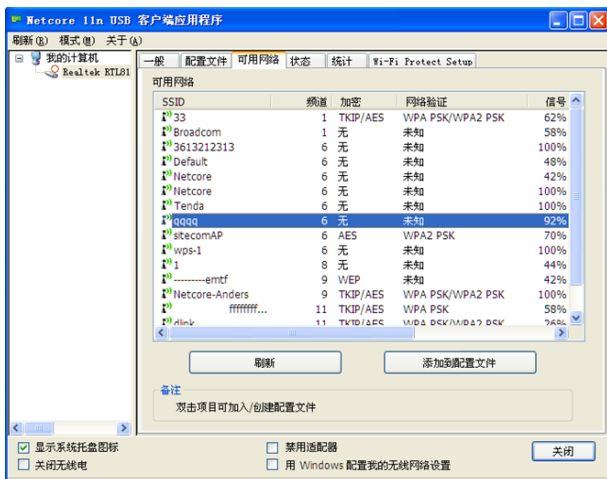 Netcore 11n USB 客户端应用程序
刷新(R) 模式(M) 关于(A)
我的计算机
Realtek RTL81
一般 配置文件 可用网络 状态 统计 Wi-Fi Protect Setup
可用网络
SSID 频道 加密 网络验证 信号
33 1 TKIP/AES WPA PSK/WPA2 PSK 62%
Broadcom 1 无 未知 58%
3613212313 6 无 未知 100%
Default 6 无 未知 48%
Netcore 6 无 未知 42%
Netcore 6 无 未知 100%
Tenda 6 无 未知 100%
qqqq 6 无 未知 92%
sitecomAP 6 AES WPA2 PSK 70%
wps-1 6 无 未知 100%
1 8 无 未知 44%
---------emtf 9 WEP 未知 42%
Netcore-Anders 9 TKIP/AES WPA PSK/WPA2 PSK 100%
ffffffff... 11 TKIP/AES WPA PSK 58%
dlink 11 TKIP/AES WPA PSK/WPA2 PSK 26%
刷新 添加到配置文件
备注
双击项目可加入/创建配置文件
显示系统托盘图标 禁用适配器 关闭
关闭无线电 用 Windows 配置我的无线网络设置